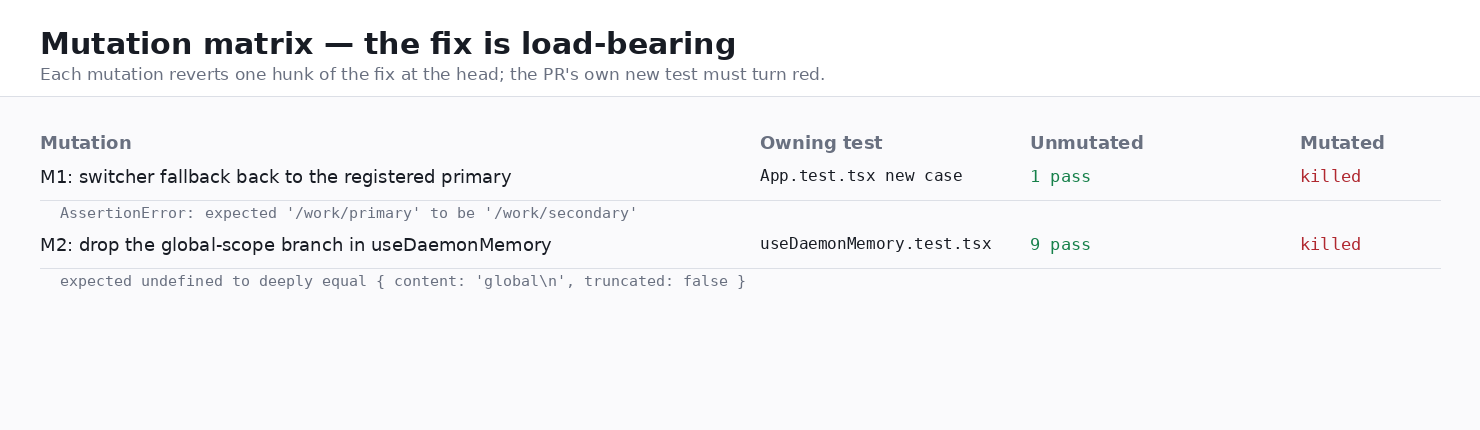 Mutation matrix — the fix is load-bearing
Each mutation reverts one hunk of the fix at the head; the PR's own new test must turn red.
Mutation Owning test Unmutated Mutated
M1: switcher fallback back to the registered primary App.test.tsx new case 1 pass killed
AssertionError: expected '/work/primary' to be '/work/secondary'
M2: drop the global-scope branch in useDaemonMemory useDaemonMemory.test.tsx 9 pass killed
expected undefined to deeply equal { content: 'global\n', truncated: false }